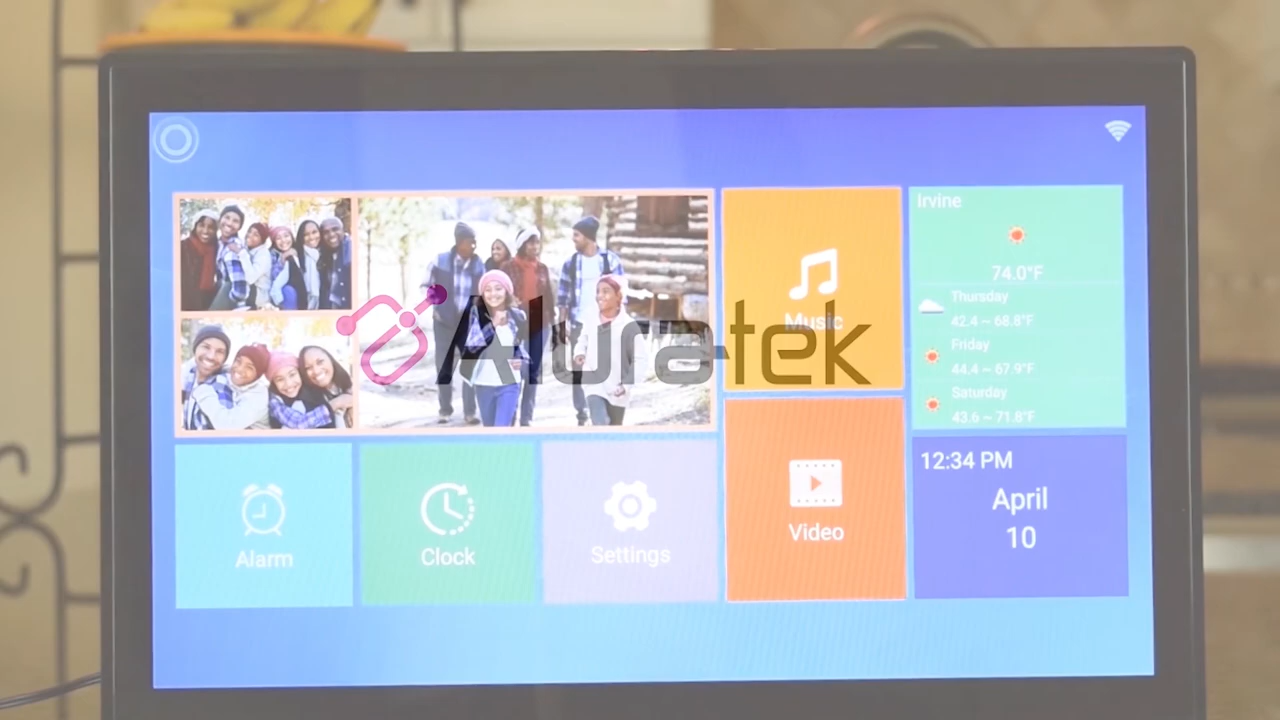 Irvine
74.0°F
Thursday
42.4 ~ 68.8°F
Friday
44.4 ~ 67.9°F
Saturday
43.6 ~ 71.8°F
Music
Aluratek
Alarm
Clock
Settings
Video
12:34 PM
April
10